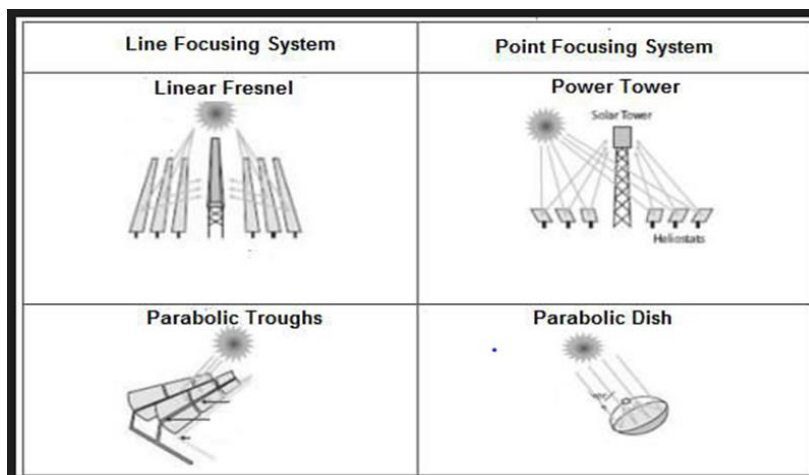 Line Focusing System
Point Focusing System
Linear Fresnel
Power Tower
Solar Tower
Heliostats
Parabolic Troughs
Parabolic Dish